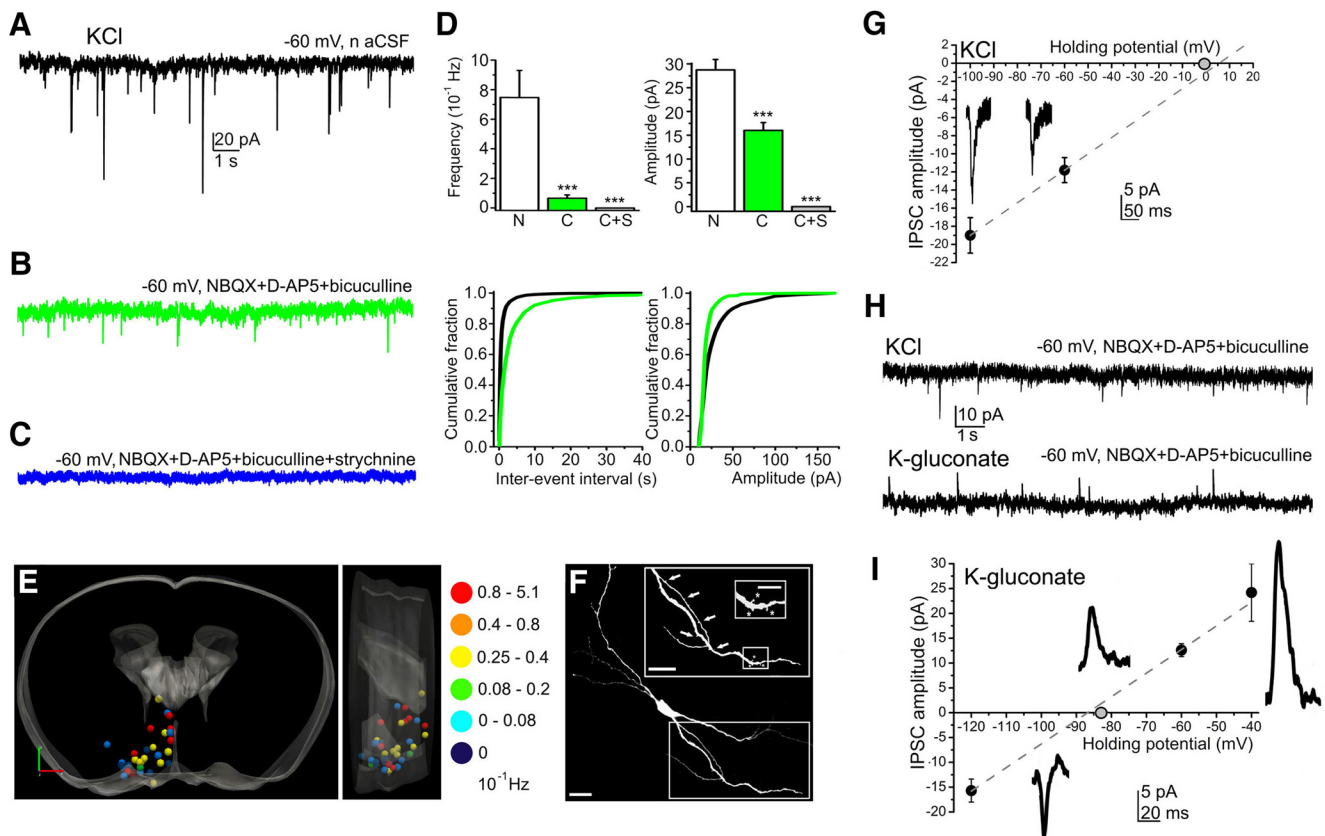 A
KCl
-60 mV, n aCSF
20 pA
1 s
B
-60 mV, NBQX+D-AP5+bicuculline
C
-60 mV, NBQX+D-AP5+bicuculline+strychnine
D
Frequency (10⁻¹ Hz)
10
8
6
4
2
0
***
***
N
C
C+S
Amplitude (pA)
30
25
20
15
10
5
0
***
***
N
C
C+S
Cumulative fraction
1.0
0.8
0.6
0.4
0.2
0.0
0
10
20
30
40
Inter-event interval (s)
Cumulative fraction
1.0
0.8
0.6
0.4
0.2
0.0
0
50
100
150
Amplitude (pA)
E
0.8 - 5.1
0.4 - 0.8
0.25 - 0.4
0.08 - 0.2
0 - 0.08
0
10⁻¹Hz
F
G
KCl
Holding potential (mV)
2
0
-2
-4
-6
-8
-10
-12
-14
-16
-18
-20
-22
-100 -90 -80 -70 -60 -50 -40 -30 -20 -10 0 10 20
IPSC amplitude (pA)
5 pA
50 ms
H
KCl
-60 mV, NBQX+D-AP5+bicuculline
10 pA
1 s
K-gluconate
-60 mV, NBQX+D-AP5+bicuculline
I
K-gluconate
IPSC amplitude (pA)
30
25
20
15
10
5
0
-5
-10
-15
-20
-120 -110 -100 -90 -80 -70 -60 -50 -40
Holding potential (mV)
5 pA
20 ms